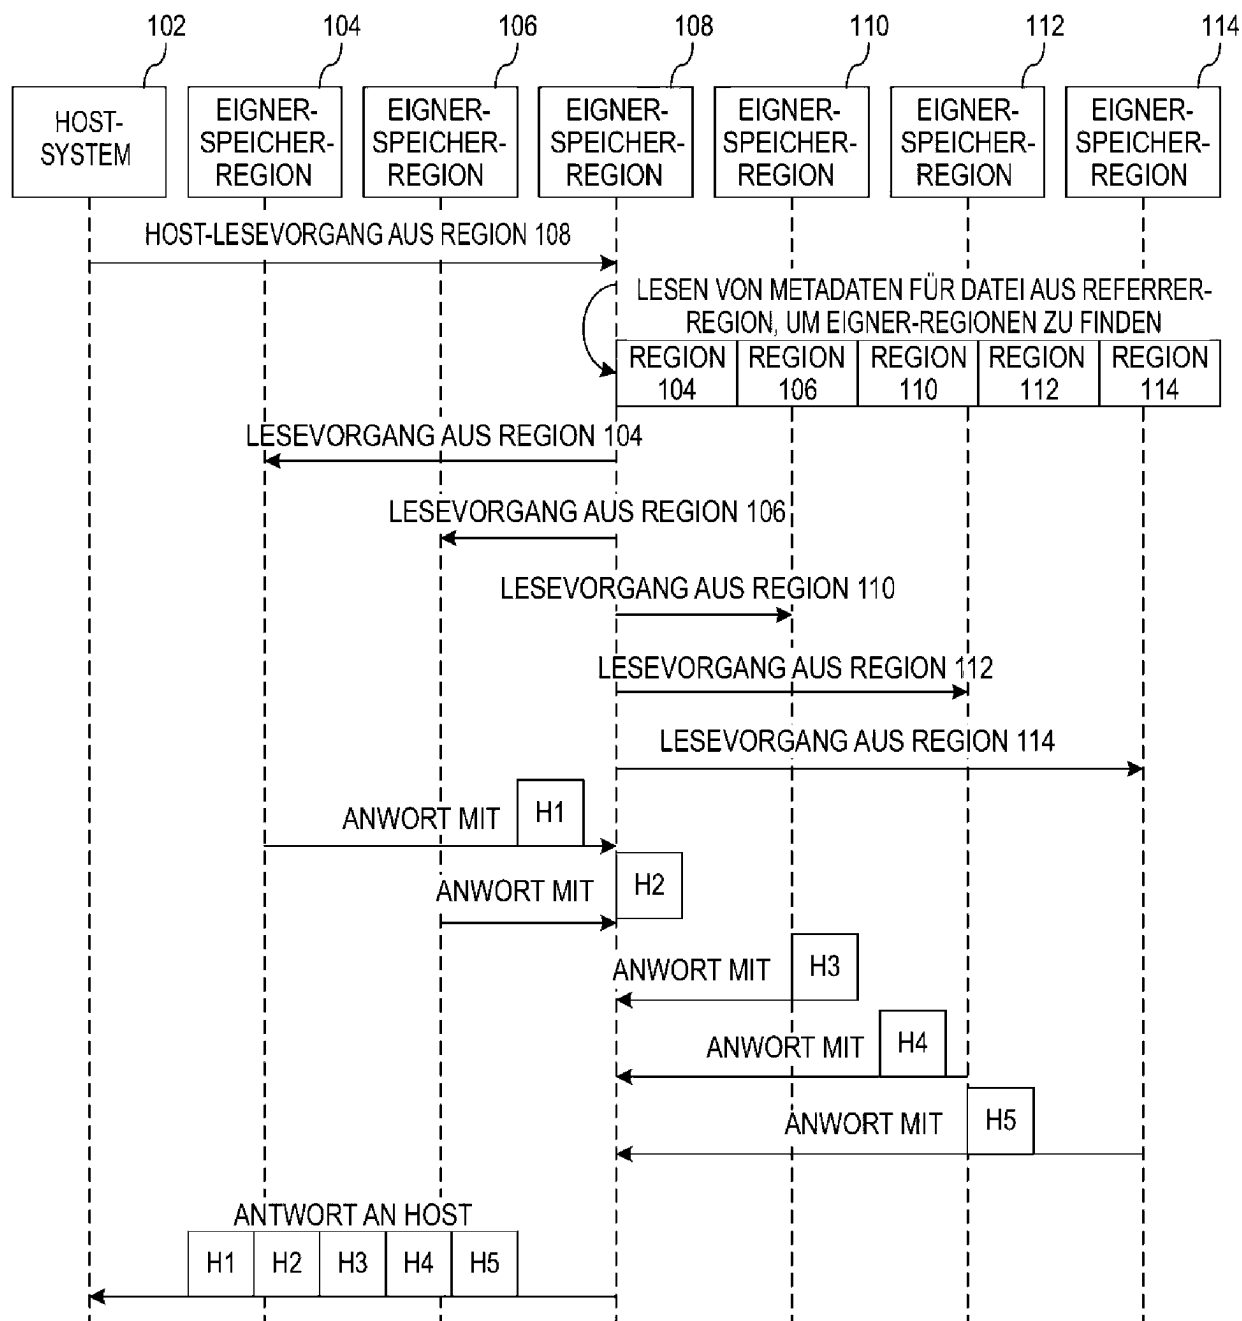 102 104 106 108 110 112 114
HOST- EIGNER- EIGNER- EIGNER- EIGNER- EIGNER- EIGNER-
SYSTEM SPEICHER- SPEICHER- SPEICHER- SPEICHER- SPEICHER- SPEICHER-
REGION REGION REGION REGION REGION REGION
HOST-LESEVORGANG AUS REGION 108
LESEN VON METADATEN FÜR DATEI AUS REFERRER-
REGION, UM EIGNER-REGIONEN ZU FINDEN
REGION REGION REGION REGION REGION
104 106 110 112 114
LESEVORGANG AUS REGION 104
LESEVORGANG AUS REGION 106
LESEVORGANG AUS REGION 110
LESEVORGANG AUS REGION 112
LESEVORGANG AUS REGION 114
ANWORT MIT H1
ANWORT MIT H2
ANWORT MIT H3
ANWORT MIT H4
ANWORT MIT H5
ANTWORT AN HOST
H1 H2 H3 H4 H5